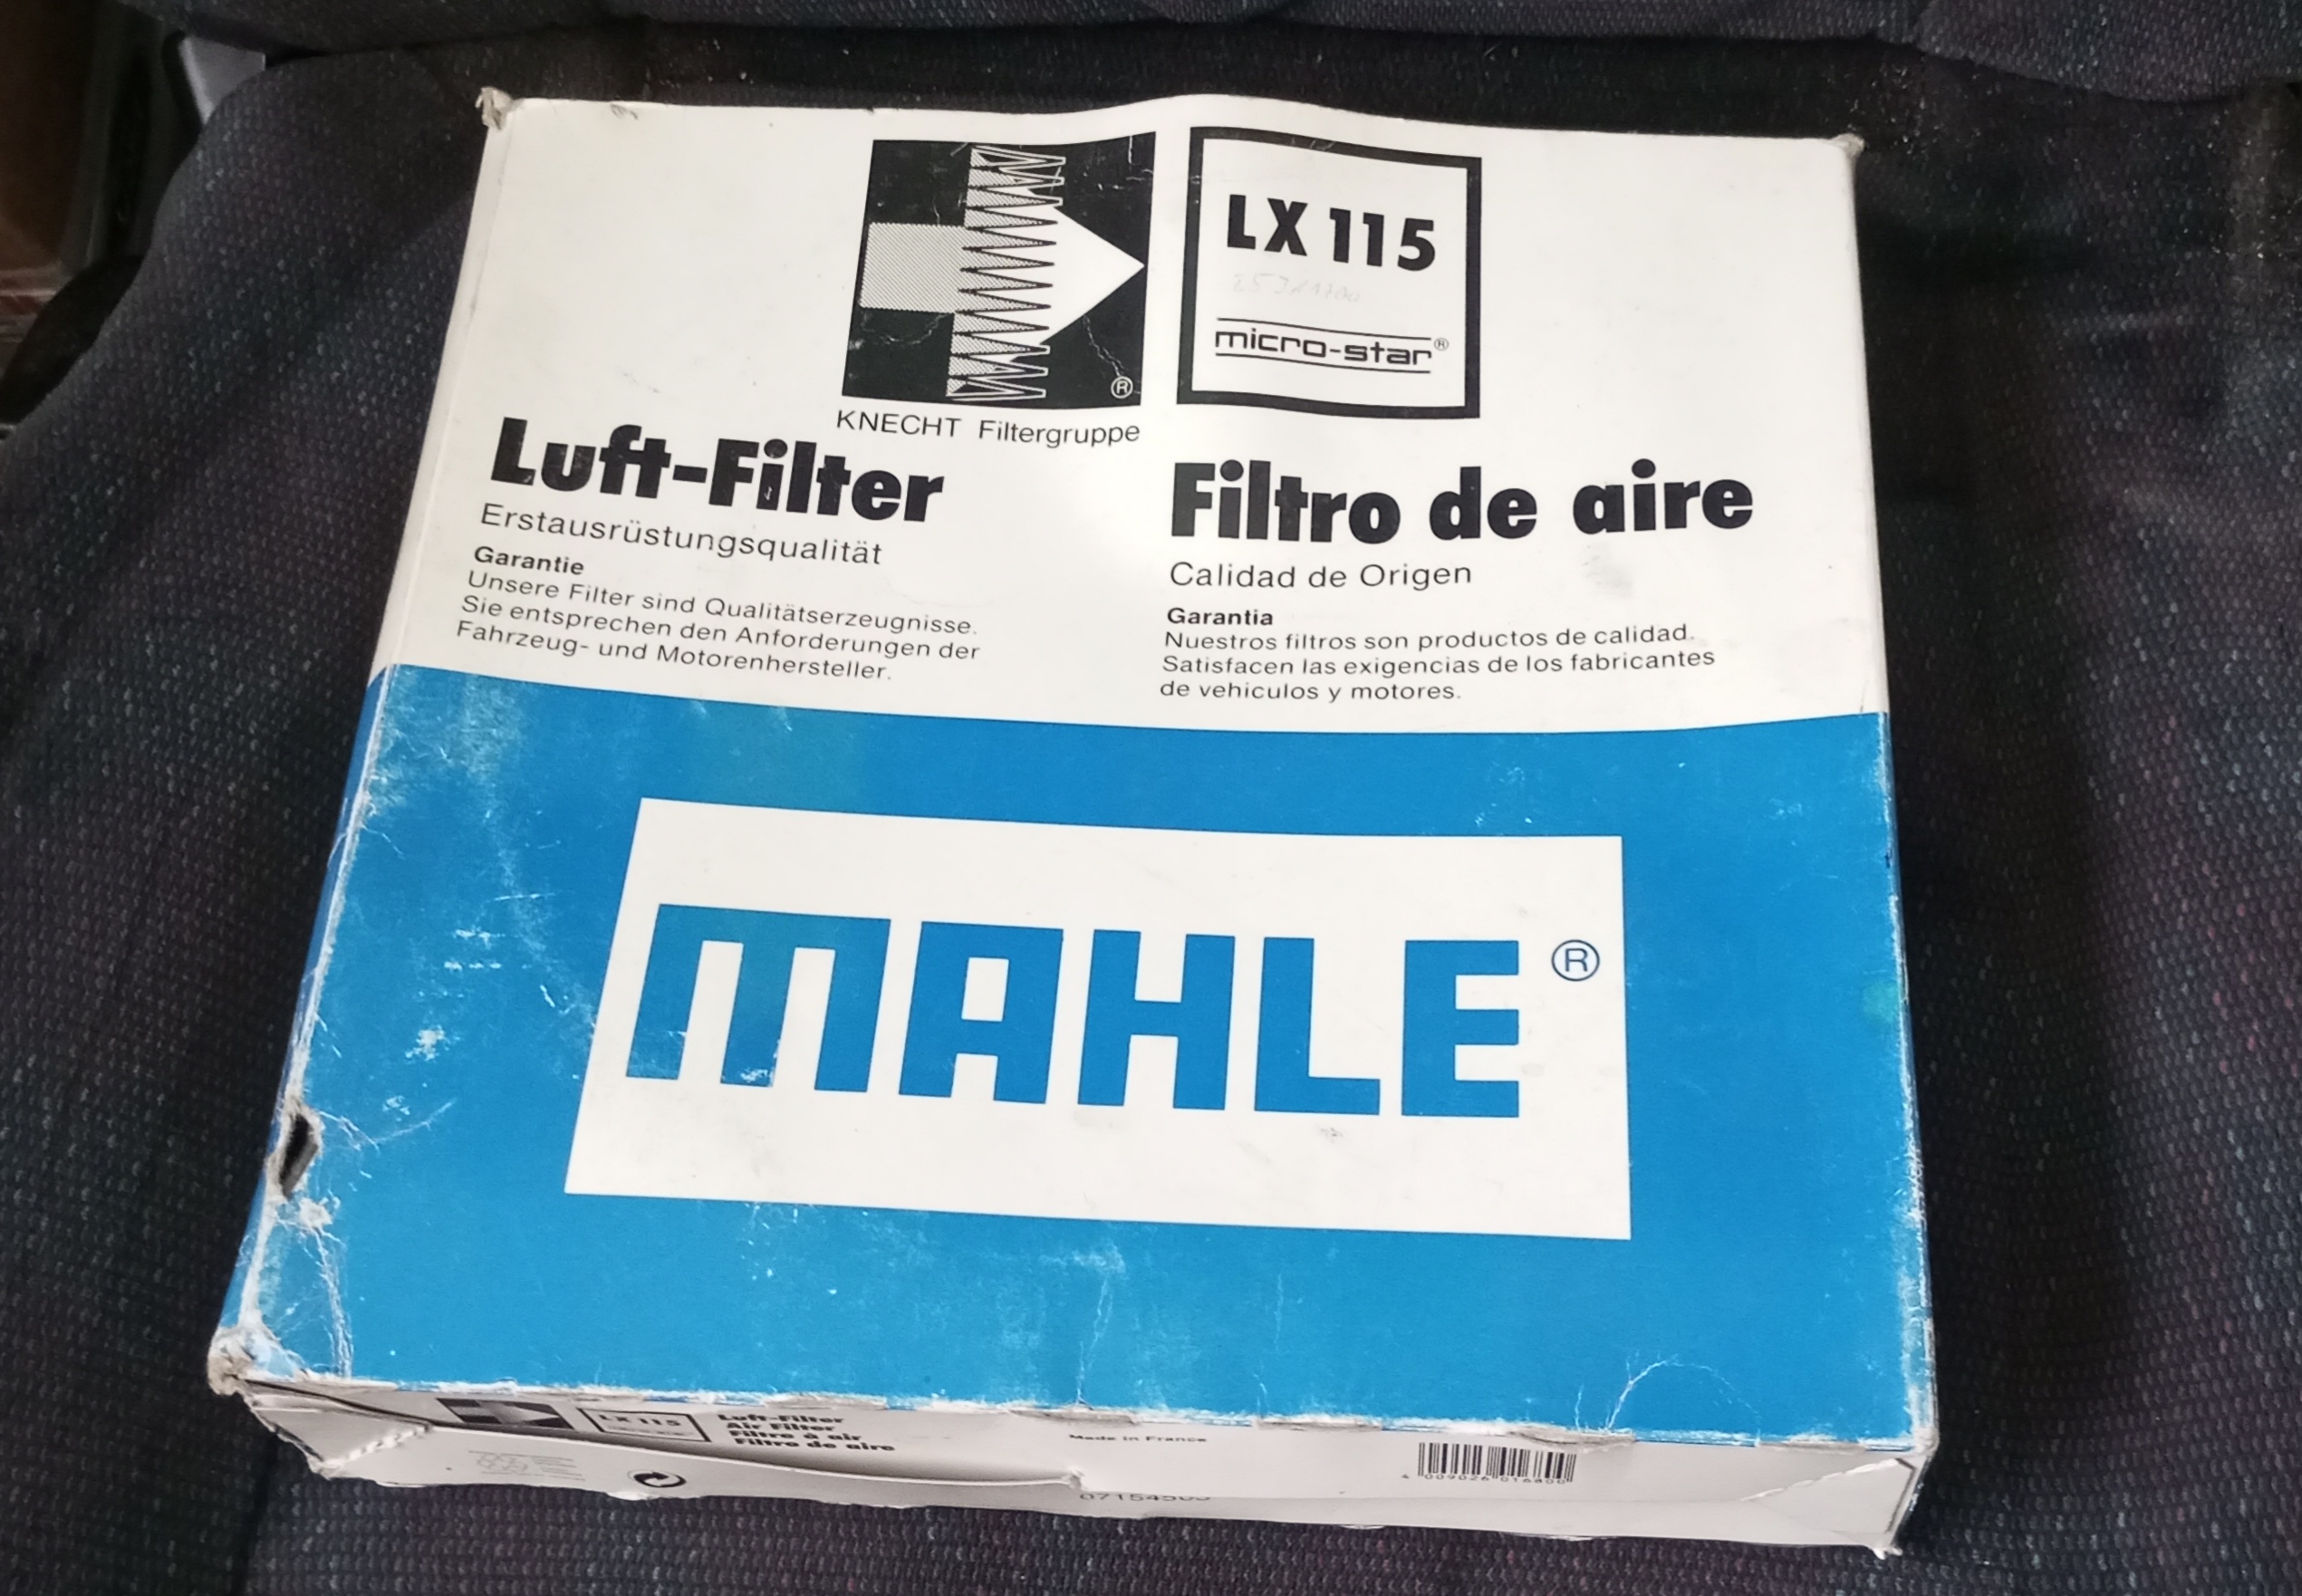 LX 115
micro-star®
®
KNECHT Filtergruppe
Luft-Filter
Erstausrüstungsqualität
Garantie
Unsere Filter sind Qualitätserzeugnisse.
Sie entsprechen den Anforderungen der
Fahrzeug- und Motorenhersteller.
Filtro de aire
Calidad de Origen
Garantia
Nuestros filtros son productos de calidad.
Satisfacen las exigencias de los fabricantes
de vehiculos y motores.
MAHLE®
LX 115
Luft-Filter
Air Filter
Filtre à air
Filtro de aire
Made in France
4 009026 016800